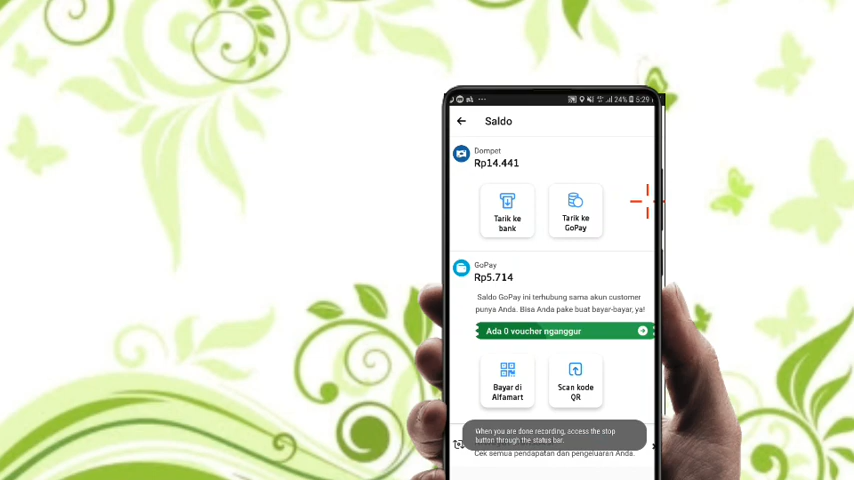 24% 5:29
Saldo
Dompet
Rp14.441
Tarik ke
bank
Tarik ke
GoPay
GoPay
Rp5.714
Saldo GoPay ini terhubung sama akun customer
punya Anda. Bisa Anda pake buat bayar-bayar, ya!
Ada 0 voucher nganggur
Bayar di
Alfamart
Scan kode
QR
When you are done recording, access the stop
button through the status bar.
Cek semua pendapatan dan pengeluaran Anda.